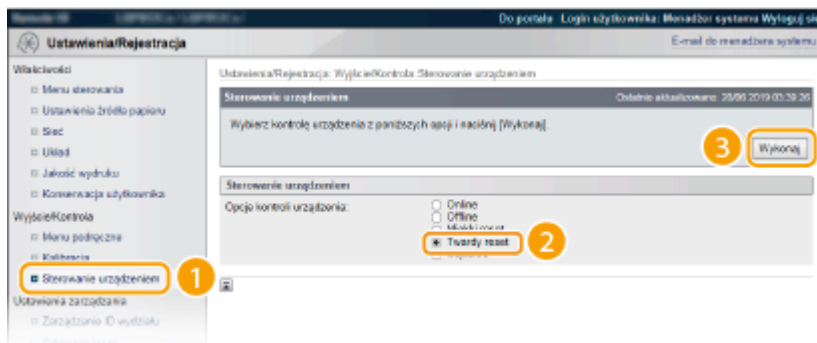 Do portalu Login użytkownika: Menadżer systemu Wyloguj się
Ustawienia/Rejestracja
E-mail do menadżera systemu
Właściwości
Menu sterowania
Ustawienia źródła papieru
Sieć
Układ
Jakość wydruku
Konserwacja użytkownika
Wyjście/Kontrola
Menu podręczne
Kalibracja
Sterowanie urządzeniem
1
Ustawienia zarządzania
Zarządzanie ID wydziału
Ustawienia/Rejestracja: Wyjście/Kontrola: Sterowanie urządzeniem
Sterowanie urządzeniem
Ostatnio aktualizowane: 28/06 2019 03:39:26
Wybierz kontrolę urządzenia z poniższych opcji i naciśnij [Wykonaj].
3
Wykonaj
Sterowanie urządzeniem
Opcje kontroli urządzenia:
Online
Offline
Miękki reset
Twardy reset
2